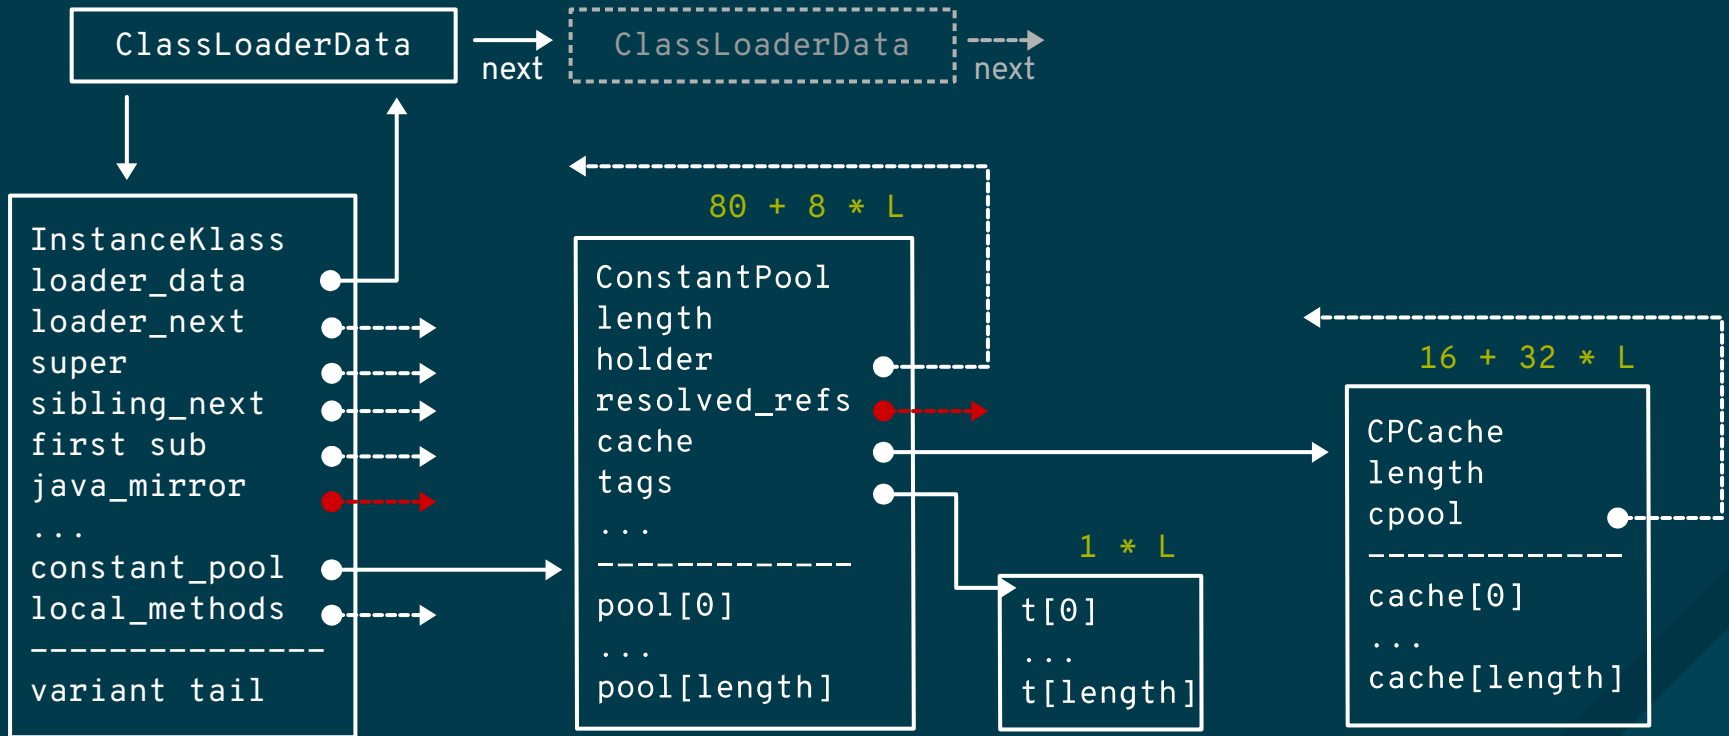 ClassLoaderData
next
ClassLoaderData
next
InstanceKlass
loader_data
loader_next
super
sibling_next
first sub
java_mirror
...
constant_pool
local_methods
---------------
variant tail
80 + 8 * L
ConstantPool
length
holder
resolved_refs
cache
tags
...
-------------
pool[0]
...
pool[length]
1 * L
t[0]
...
t[length]
16 + 32 * L
CPCache
length
cpool
-------------
cache[0]
...
cache[length]